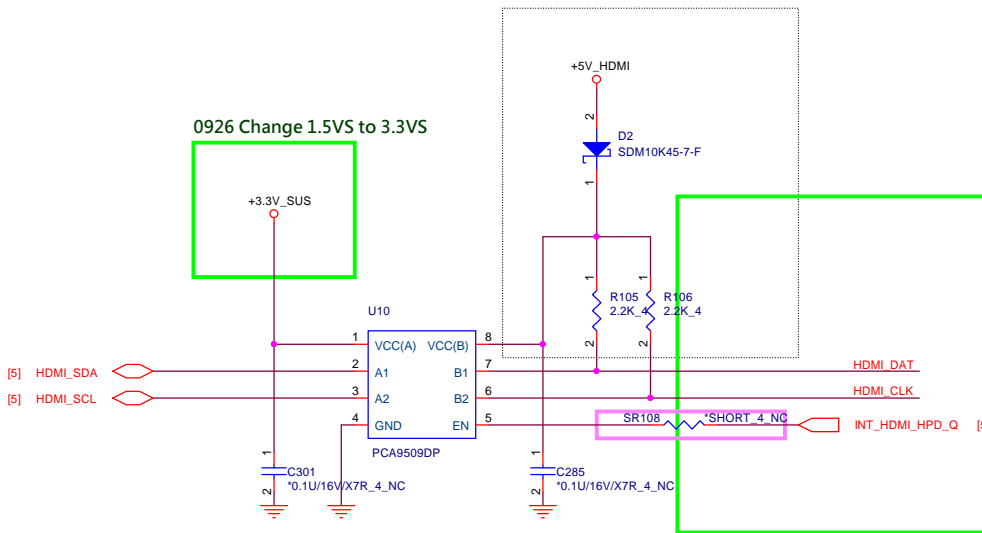 +5V_HDMI
2
D2
SDM10K45-7-F
1
0926 Change 1.5VS to 3.3VS
+3.3V_SUS
1
1
R105
2.2K_4
R106
2.2K_4
2
2
U10
1
VCC(A)
VCC(B)
8
[5]
HDMI_SDA
2
A1
B1
7
HDMI_DAT
[5]
HDMI_SCL
3
A2
B2
6
HDMI_CLK
4
GND
EN
5
SR108
*SHORT_4_NC
INT_HDMI_HPD_Q
PCA9509DP
1
C301
*0.1U/16V/X7R_4_NC
2
1
C285
*0.1U/16V/X7R_4_NC
2